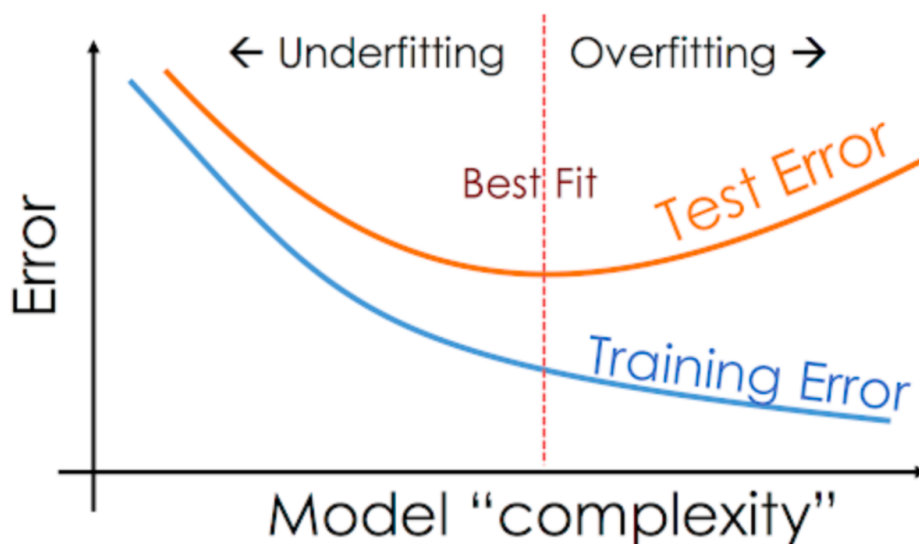 ← Underfitting
Overfitting →
Best Fit
Test Error
Training Error
Error
Model “complexity”